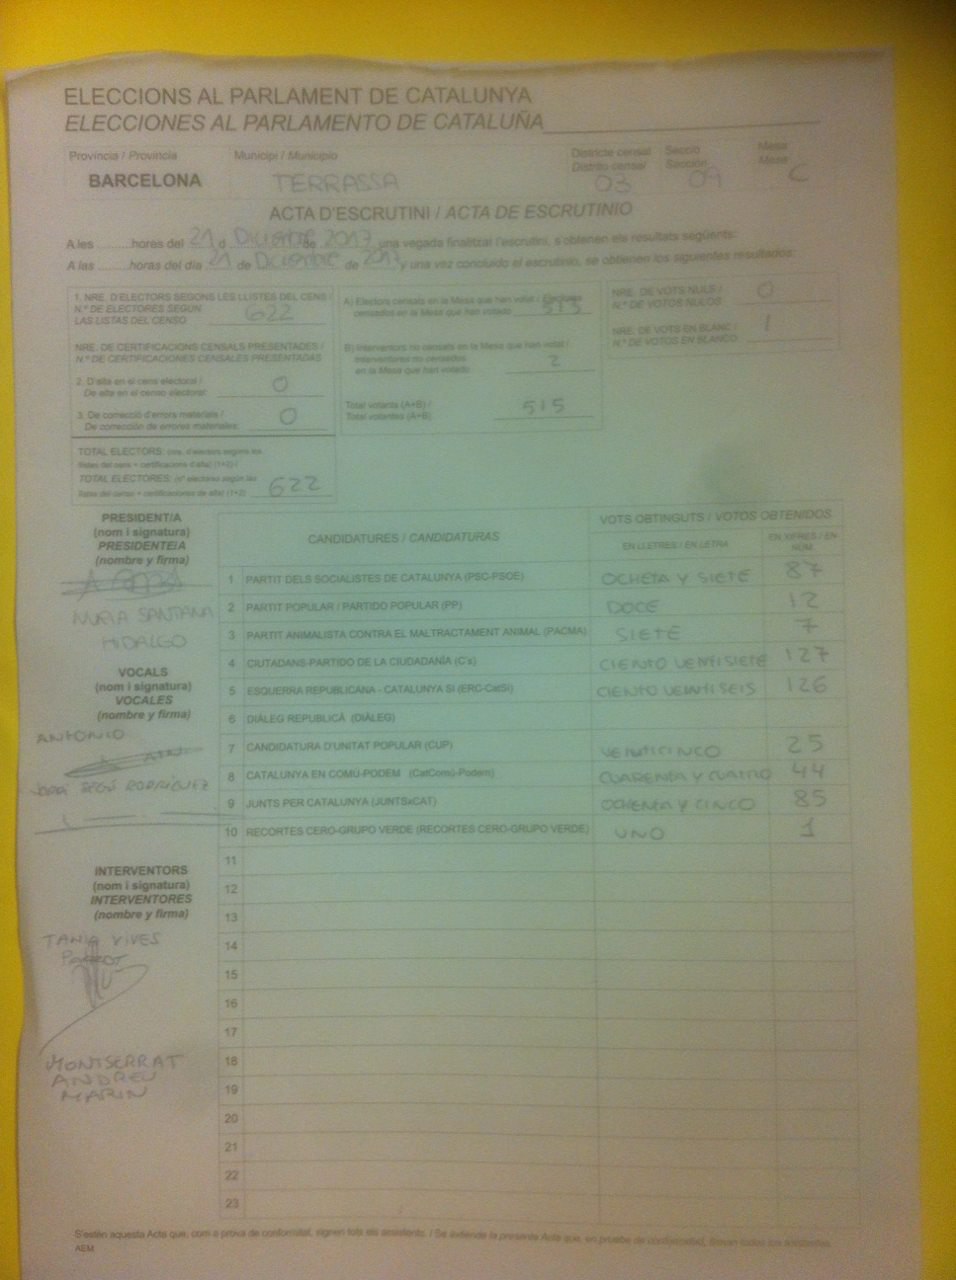 ELECCIONS AL PARLAMENT DE CATALUNYA
ELECCIONES AL PARLAMENTO DE CATALUÑA
Província / Provincia
Municipi / Municipio
Districte censal
Distrito censal
Secció
Sección
Mesa
Mesa
BARCELONA
TERRASSA
03
09
C
ACTA D'ESCRUTINI / ACTA DE ESCRUTINIO
A les ........hores del 21 d DICIEMBRE de 2017 una vegada finalitzat l'escrutini, s'obtenen els resultats següents:
A las ........horas del día 21 de DICIEMBRE de 2017 y una vez concluido el escrutinio, se obtienen los siguientes resultados:
1. NRE. D'ELECTORS SEGONS LES LLISTES DEL CENS /
N.º DE ELECTORES SEGÚN
LAS LISTAS DEL CENSO
622
NRE. DE CERTIFICACIONS CENSALS PRESENTADES /
N.º DE CERTIFICACIONES CENSALES PRESENTADAS
2. D'alta en el cens electoral /
De alta en el censo electoral:
0
3. De correcció d'errors materials /
De corrección de errores materiales:
0
TOTAL ELECTORS: (nre. d'electors segons les
llistes del cens + certificacions d'alta) (1+2) /
TOTAL ELECTORES: (nº electores según las
listas del censo + certificaciones de alta) (1+2)
622
A) Electors censats en la Mesa que han votat / Electores
censados en la Mesa que han votado
513
B) Interventors no censats en la Mesa que han votat /
Interventores no censados
en la Mesa que han votado
2
Total votants (A+B) /
Total votantes (A+B)
515
NRE. DE VOTS NULS /
N.º DE VOTOS NULOS
0
NRE. DE VOTS EN BLANC /
N.º DE VOTOS EN BLANCO
1
PRESIDENT/A
(nom i signatura)
PRESIDENTE/A
(nombre y firma)
NURIA SANTANA
HIDALGO
VOCALS
(nom i signatura)
VOCALES
(nombre y firma)
ANTONIO
RODRÍGUEZ
INTERVENTORS
(nom i signatura)
INTERVENTORES
(nombre y firma)
TANIA VIVES
MONTSERRAT
ANDREU
MARIN
CANDIDATURES / CANDIDATURAS
VOTS OBTINGUTS / VOTOS OBTENIDOS
EN LLETRES / EN LETRA
EN XIFRES / EN
NÚM.
1 PARTIT DELS SOCIALISTES DE CATALUNYA (PSC-PSOE) OCHETA Y SIETE 87
2 PARTIT POPULAR / PARTIDO POPULAR (PP) DOCE 12
3 PARTIT ANIMALISTA CONTRA EL MALTRACTAMENT ANIMAL (PACMA) SIETE 7
4 CIUTADANS-PARTIDO DE LA CIUDADANÍA (C's) CIENTO VENTISIETE 127
5 ESQUERRA REPUBLICANA - CATALUNYA SÍ (ERC-CatSí) CIENTO VEINTISEIS 126
6 DIÀLEG REPUBLICÀ (DIÀLEG)
7 CANDIDATURA D'UNITAT POPULAR (CUP) VENTICINCO 25
8 CATALUNYA EN COMÚ-PODEM (CatComú-Podem) CUARENTA Y CUATRO 44
9 JUNTS PER CATALUNYA (JUNTSxCAT) OCHENTA Y CINCO 85
10 RECORTES CERO-GRUPO VERDE (RECORTES CERO-GRUPO VERDE) UNO 1
11
12
13
14
15
16
17
18
19
20
21
22
23
S'estén aquesta Acta que, com a prova de conformitat, signen tots els assistents. / Se extiende la presente Acta que, en prueba de conformidad, firman todos los asistentes.
AEM